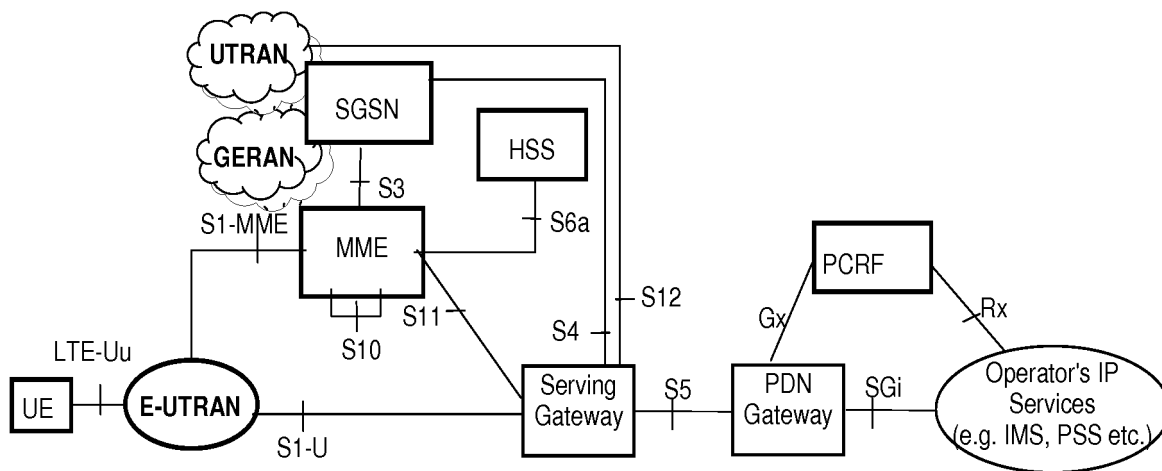 UTRAN
SGSN
GERAN
HSS
S3
S1-MME
S6a
MME
PCRF
S12
S11
S4
Gx
Rx
S10
LTE-Uu
UE
E-UTRAN
Serving
Gateway
S5
PDN
Gateway
SGi
Operator's IP
Services
(e.g. IMS, PSS etc.)
S1-U